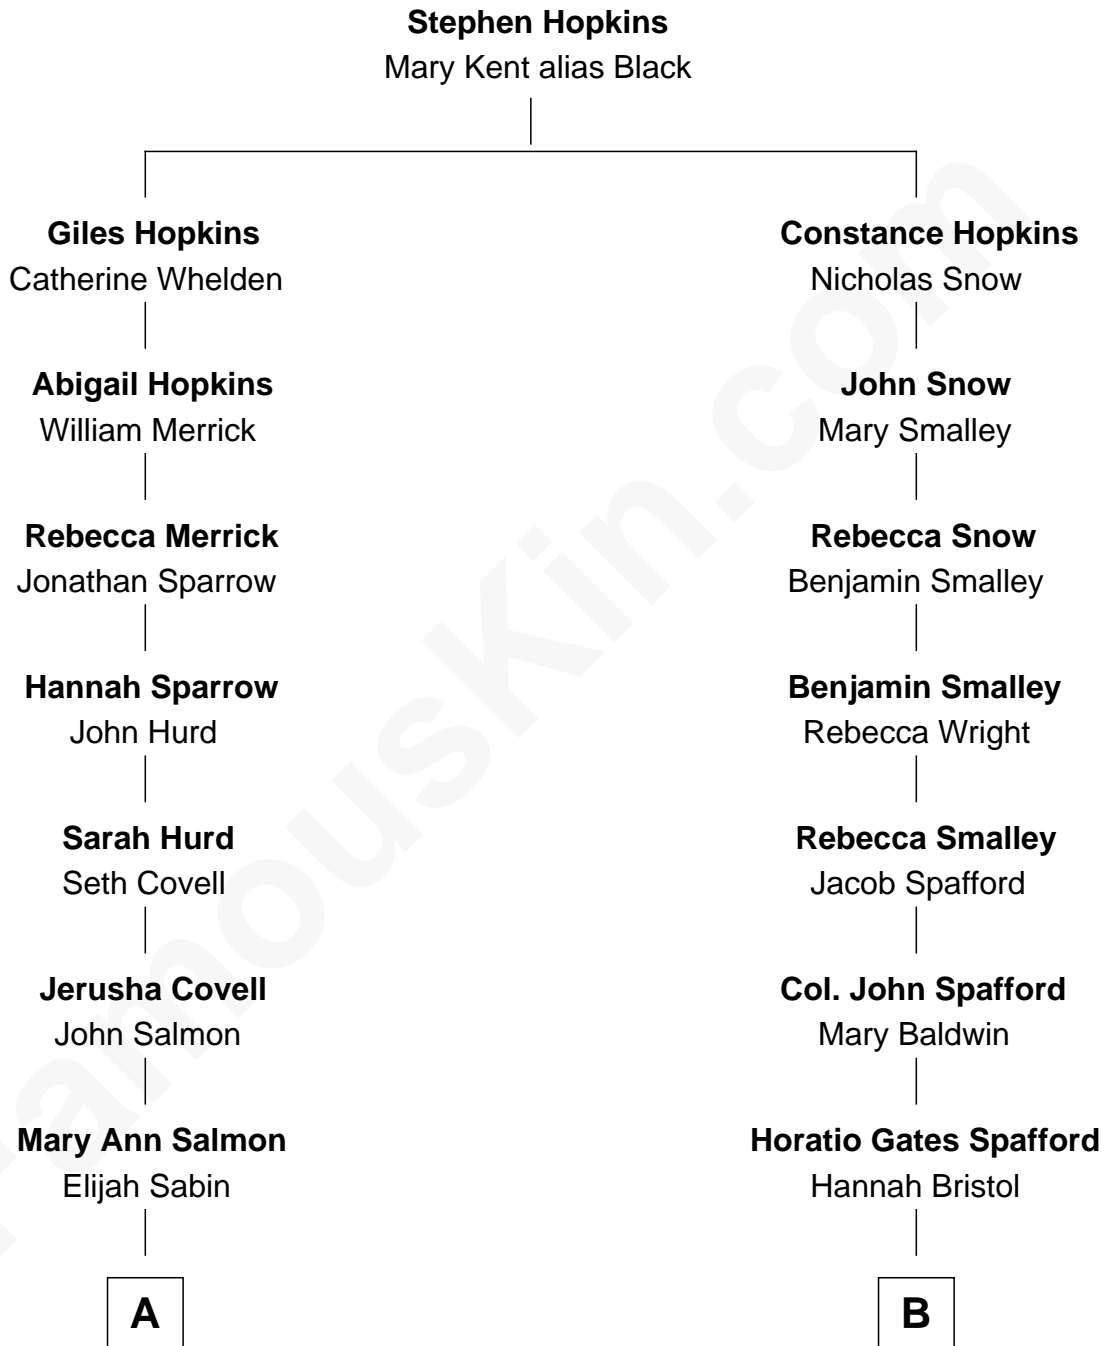 Stephen Hopkins
Mary Kent alias Black
Giles Hopkins
Catherine Whelden
Constance Hopkins
Nicholas Snow
Abigail Hopkins
William Merrick
John Snow
Mary Smalley
Rebecca Merrick
Jonathan Sparrow
Rebecca Snow
Benjamin Smalley
Hannah Sparrow
John Hurd
Benjamin Smalley
Rebecca Wright
Sarah Hurd
Seth Covell
Rebecca Smalley
Jacob Spafford
Jerusha Covell
John Salmon
Col. John Spafford
Mary Baldwin
Mary Ann Salmon
Elijah Sabin
Horatio Gates Spafford
Hannah Bristol
A
B
FamousKin.com